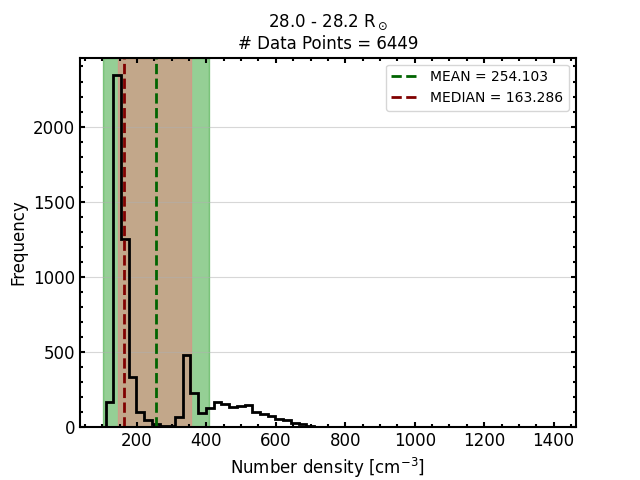 28.0 - 28.2 R⊙
# Data Points = 6449
MEAN = 254.103
MEDIAN = 163.286
Frequency
2000
1500
1000
500
0
200 400 600 800 1000 1200 1400
Number density [cm⁻³]